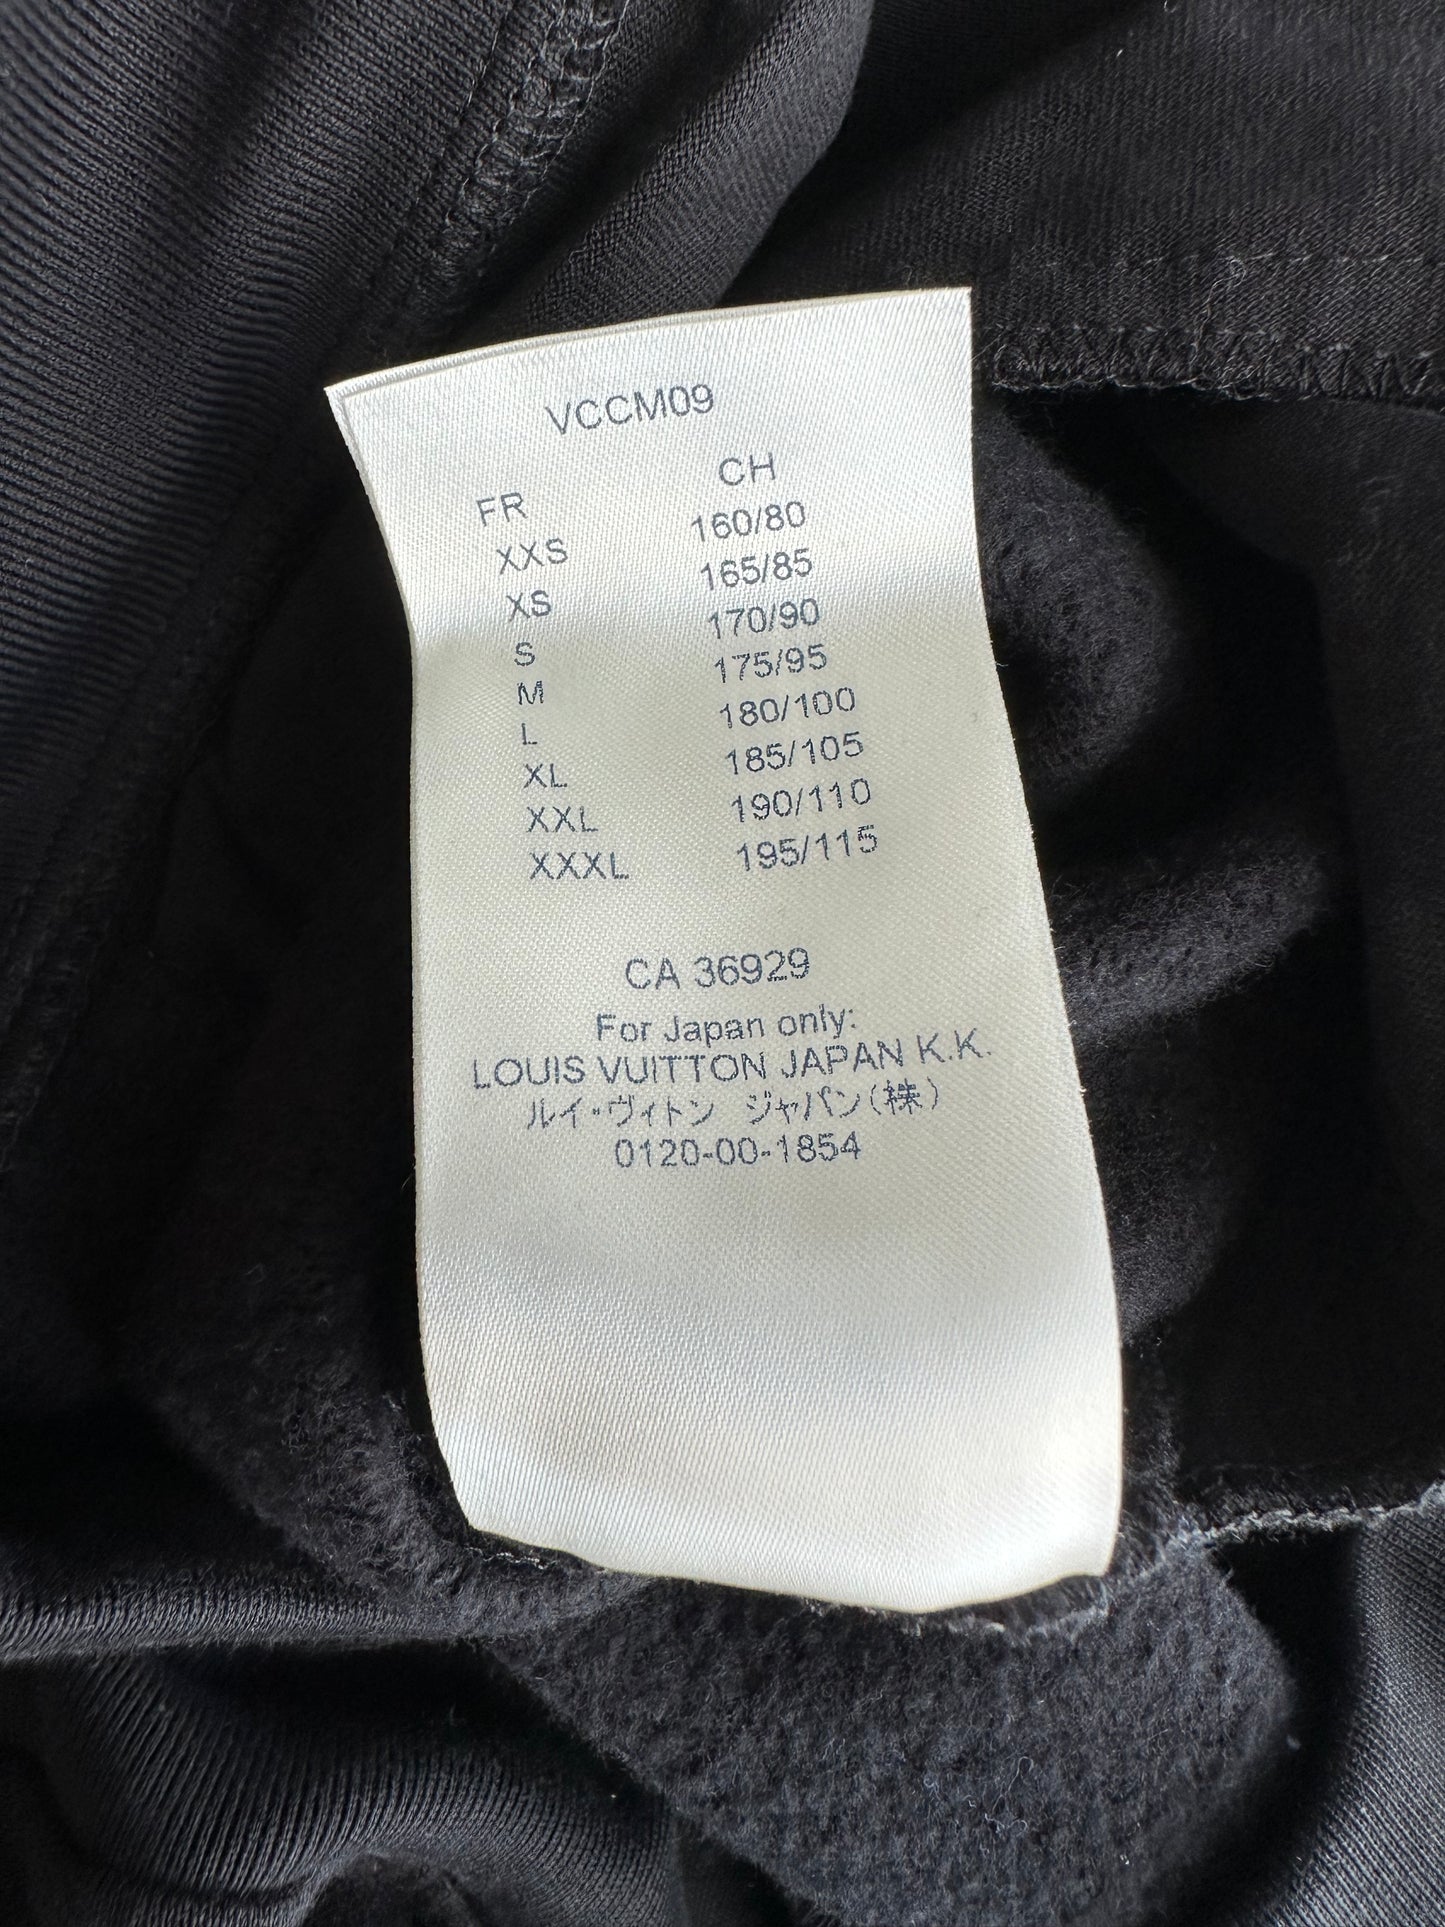 VCCM09
FR CH
XXS 160/80
XS 165/85
S 170/90
M 175/95
L 180/100
XL 185/105
XXL 190/110
XXXL 195/115
CA 36929
For Japan only:
LOUIS VUITTON JAPAN K.K.
ルイ・ヴィトン ジャパン(株)
0120-00-1854